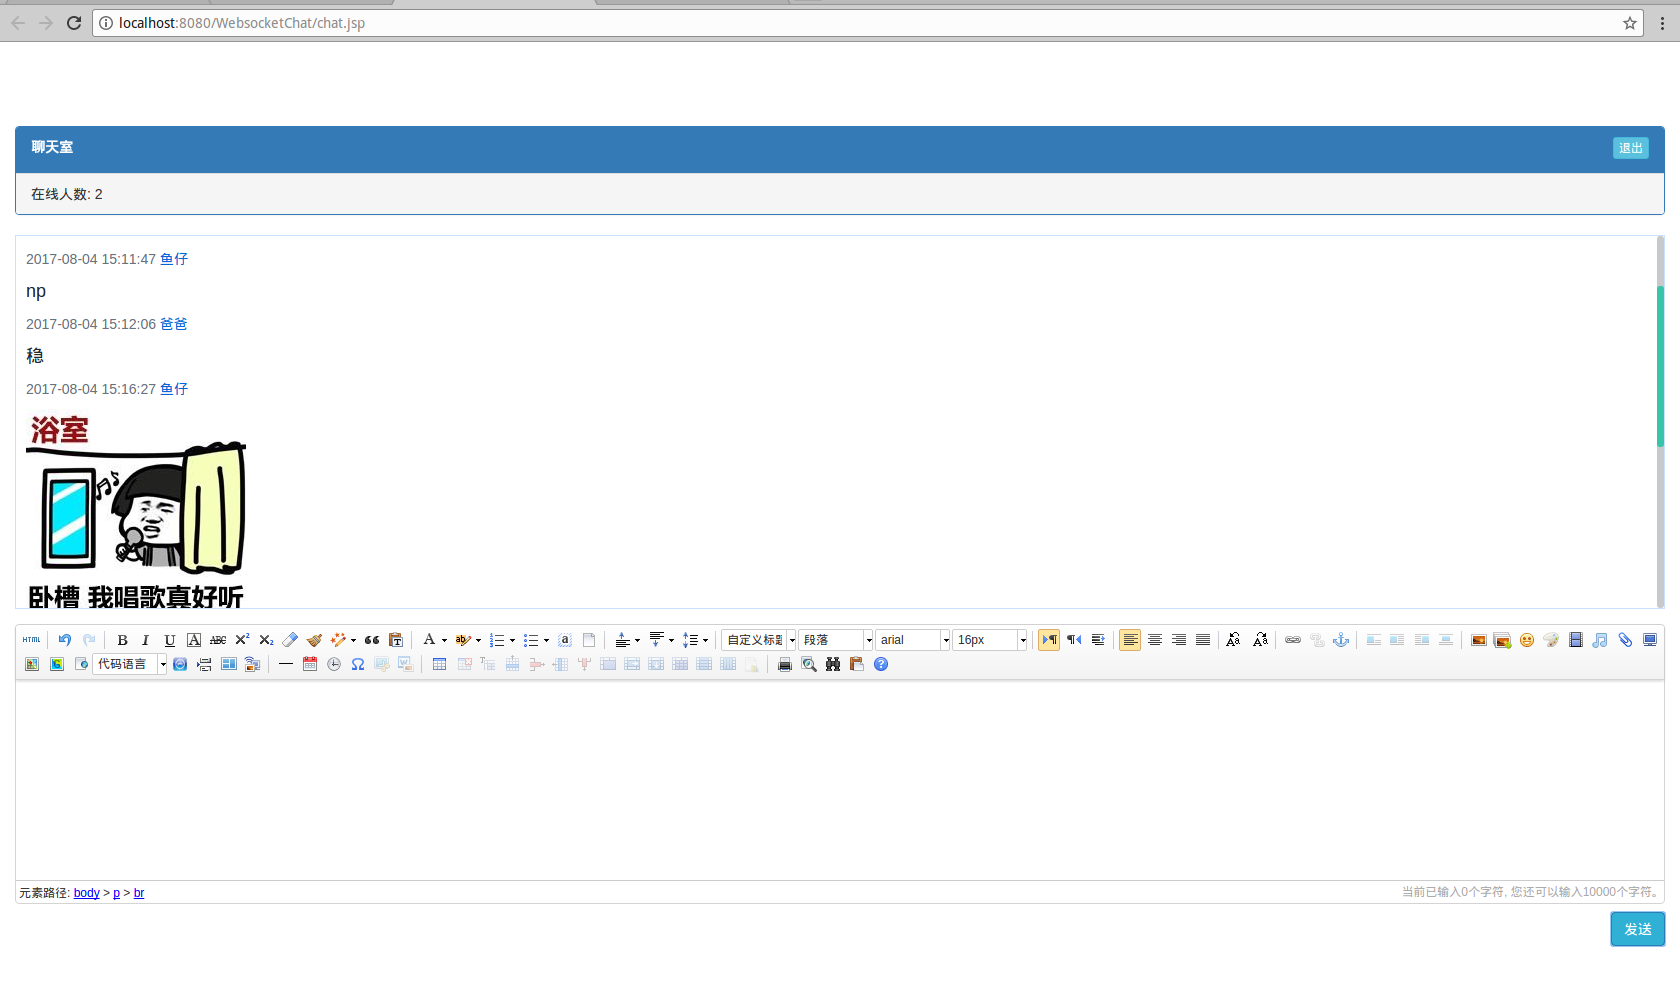 localhost:8080/WebsocketChat/chat.jsp
聊天室
退出
在线人数: 2
2017-08-04 15:11:47 鱼仔
np
2017-08-04 15:12:06 爸爸
稳
2017-08-04 15:16:27 鱼仔
浴室
卧槽 我唱歌真好听
HTML B I U A ABC X² X₂ A 自定义标题 段落 arial 16px
代码语言
元素路径: body > p > br
当前已输入0个字符, 您还可以输入10000个字符。
发送